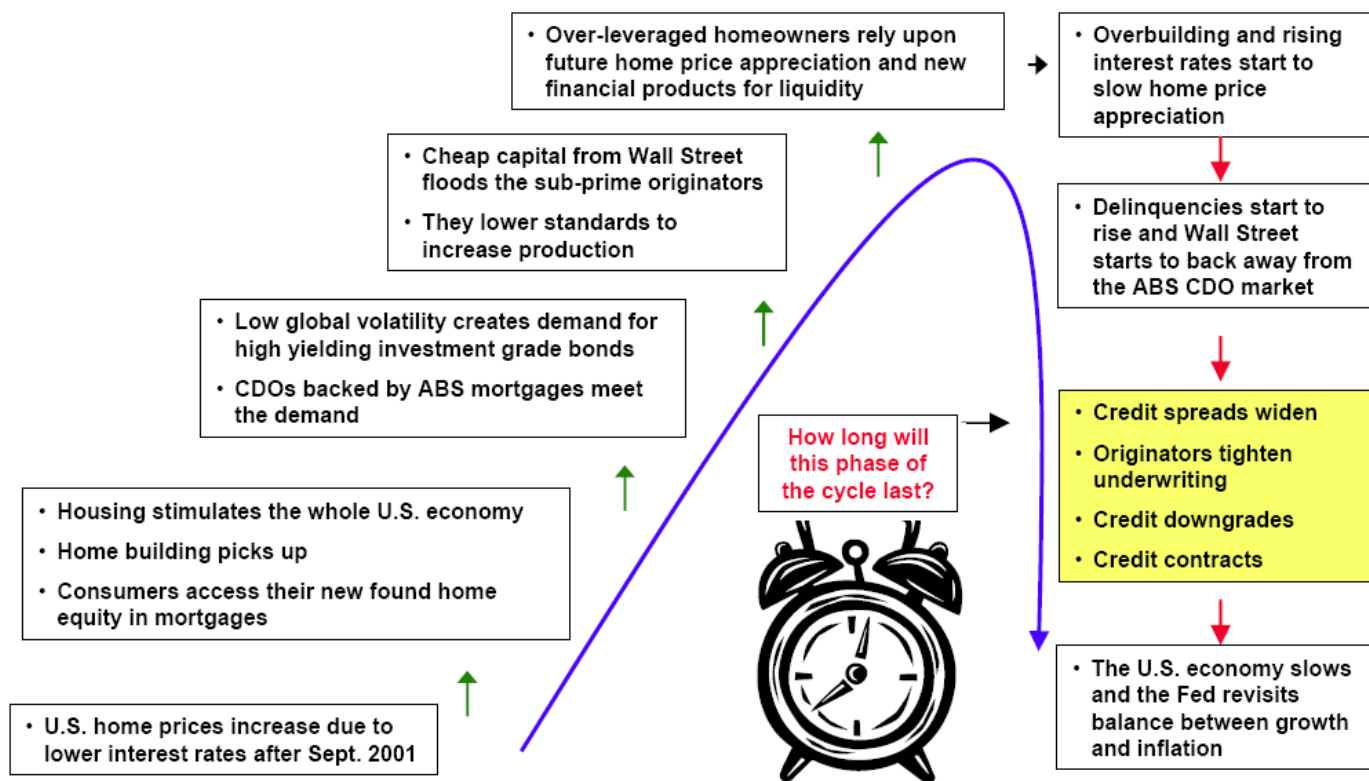 • Over-leveraged homeowners rely upon
future home price appreciation and new
financial products for liquidity
• Overbuilding and rising
interest rates start to
slow home price
appreciation
• Cheap capital from Wall Street
floods the sub-prime originators
• They lower standards to
increase production
• Delinquencies start to
rise and Wall Street
starts to back away from
the ABS CDO market
• Low global volatility creates demand for
high yielding investment grade bonds
• CDOs backed by ABS mortgages meet
the demand
How long will
this phase of
the cycle last?
• Credit spreads widen
• Originators tighten
underwriting
• Credit downgrades
• Credit contracts
• Housing stimulates the whole U.S. economy
• Home building picks up
• Consumers access their new found home
equity in mortgages
• U.S. home prices increase due to
lower interest rates after Sept. 2001
• The U.S. economy slows
and the Fed revisits
balance between growth
and inflation